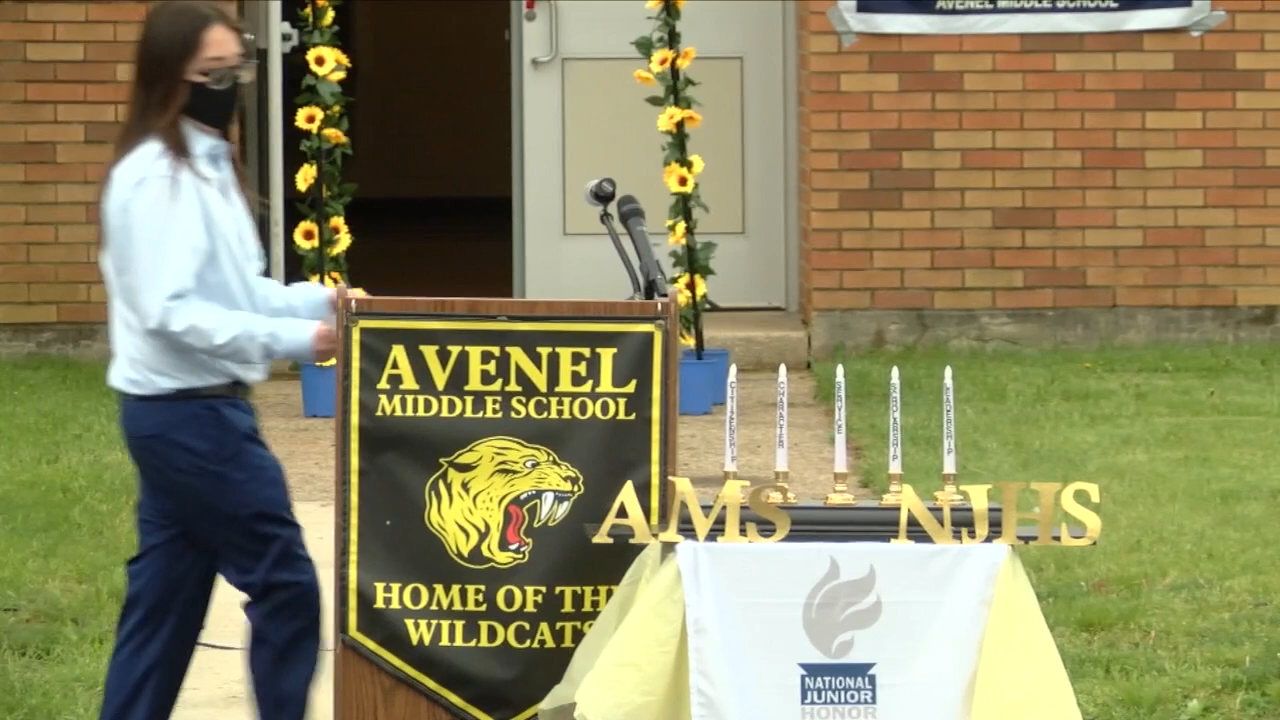 AVENEL MIDDLE SCHOOL
AVENEL
MIDDLE SCHOOL
HOME OF TH
WILDCATS
CITIZENSHIP
CHARACTER
SERVICE
SCHOLARSHIP
LEADERSHIP
AMS NJHS
NATIONAL
JUNIOR
HONOR